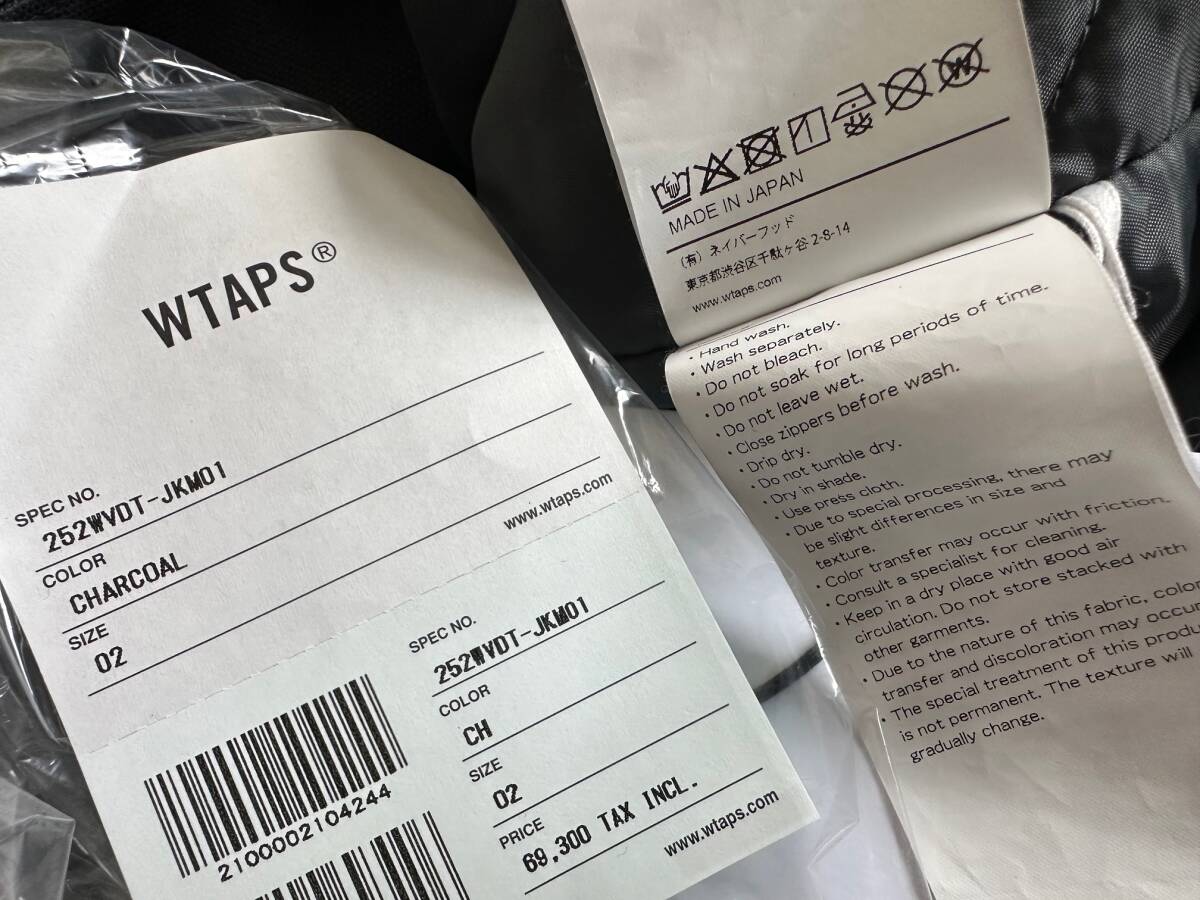 WTAPS®
SPEC NO.
252WVDT-JKM01
COLOR
CHARCOAL
SIZE
02
www.wtaps.com
2100002104244
SPEC NO.
252WVDT-JKM01
COLOR
CH
SIZE
02
PRICE
69,300 TAX INCL.
www.wtaps.com
MADE IN JAPAN
(有) ネイバーフッド
東京都渋谷区千駄ヶ谷 2-8-14
www.wtaps.com
・Hand wash.
・Wash separately.
・Do not bleach.
・Do not soak for long periods of time.
・Do not leave wet.
・Close zippers before wash.
・Drip dry.
・Do not tumble dry.
・Dry in shade.
・Use press cloth.
・Due to special processing, there may
be slight differences in size and
texture.
・Color transfer may occur with friction.
・Consult a specialist for cleaning.
・Keep in a dry place with good air
circulation. Do not store stacked with
other garments.
・Due to the nature of this fabric, color
transfer and discoloration may occur
・The special treatment of this produ
is not permanent. The texture will
gradually change.